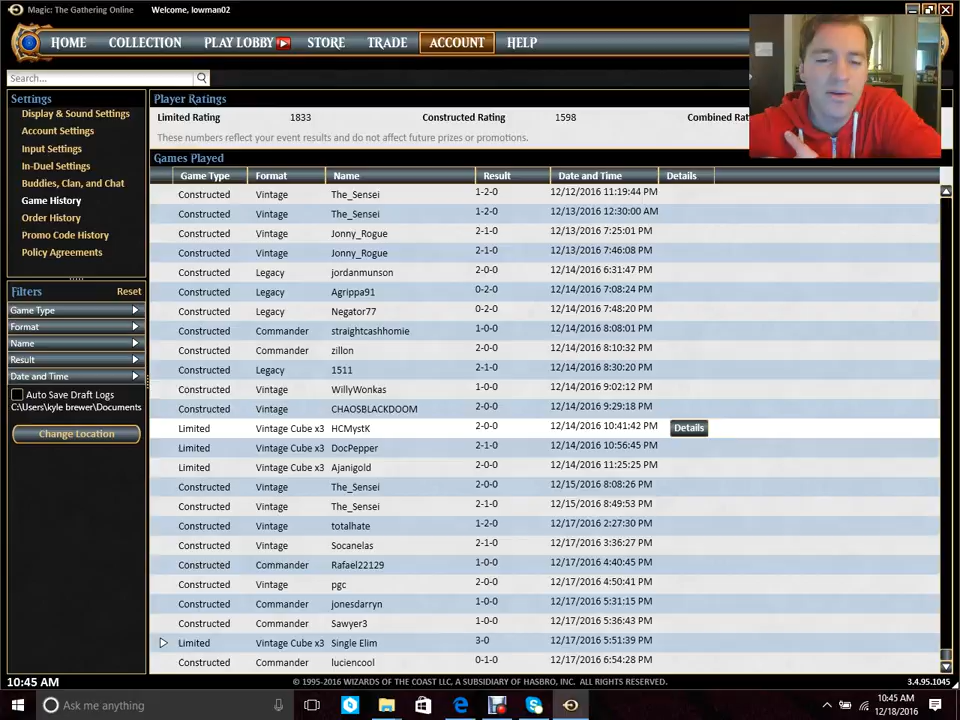 Magic: The Gathering Online Welcome, lowman02
HOME COLLECTION PLAY LOBBY STORE TRADE ACCOUNT HELP
Search...
Settings
Display & Sound Settings
Account Settings
Input Settings
In-Duel Settings
Buddies, Clan, and Chat
Game History
Order History
Promo Code History
Policy Agreements
Filters Reset
Game Type
Format
Name
Result
Date and Time
Auto Save Draft Logs
C:\Users\kyle brewer\Documents
Change Location
Player Ratings
Limited Rating 1833 Constructed Rating 1598 Combined Rat
These numbers reflect your event results and do not affect future prizes or promotions.
Games Played
Game Type Format Name Result Date and Time Details
Constructed Vintage The_Sensei 1-2-0 12/12/2016 11:19:44 PM
Constructed Vintage The_Sensei 1-2-0 12/13/2016 12:30:00 AM
Constructed Vintage Jonny_Rogue 2-1-0 12/13/2016 7:25:01 PM
Constructed Vintage Jonny_Rogue 2-1-0 12/13/2016 7:46:08 PM
Constructed Legacy jordanmunson 2-0-0 12/14/2016 6:31:47 PM
Constructed Legacy Agrippa91 0-2-0 12/14/2016 7:08:24 PM
Constructed Legacy Negator77 0-2-0 12/14/2016 7:48:20 PM
Constructed Commander straightcashhomie 1-0-0 12/14/2016 8:08:01 PM
Constructed Commander zillon 2-0-0 12/14/2016 8:10:32 PM
Constructed Legacy 1511 2-1-0 12/14/2016 8:30:20 PM
Constructed Vintage WillyWonkas 1-0-0 12/14/2016 9:02:12 PM
Constructed Vintage CHAOSBLACKDOOM 2-0-0 12/14/2016 9:29:18 PM
Limited Vintage Cube x3 HCMystK 2-0-0 12/14/2016 10:41:42 PM Details
Limited Vintage Cube x3 DocPepper 2-1-0 12/14/2016 10:56:45 PM
Limited Vintage Cube x3 Ajanigold 2-0-0 12/14/2016 11:25:25 PM
Constructed Vintage The_Sensei 2-0-0 12/15/2016 8:08:26 PM
Constructed Vintage The_Sensei 2-1-0 12/15/2016 8:49:53 PM
Constructed Vintage totalhate 1-2-0 12/17/2016 2:27:30 PM
Constructed Vintage Socanelas 2-1-0 12/17/2016 3:36:27 PM
Constructed Commander Rafael22129 1-0-0 12/17/2016 4:40:45 PM
Constructed Vintage pgc 2-0-0 12/17/2016 4:50:41 PM
Constructed Commander jonesdarryn 1-0-0 12/17/2016 5:31:15 PM
Constructed Commander Sawyer3 1-0-0 12/17/2016 5:36:43 PM
Limited Vintage Cube x3 Single Elim 3-0 12/17/2016 5:51:39 PM
Constructed Commander luciencool 0-1-0 12/17/2016 6:54:28 PM
10:45 AM © 1995-2016 WIZARDS OF THE COAST LLC, A SUBSIDIARY OF HASBRO, INC. ALL RIGHTS RESERVED. 3.4.95.1045
Ask me anything
10:45 AM
12/18/2016